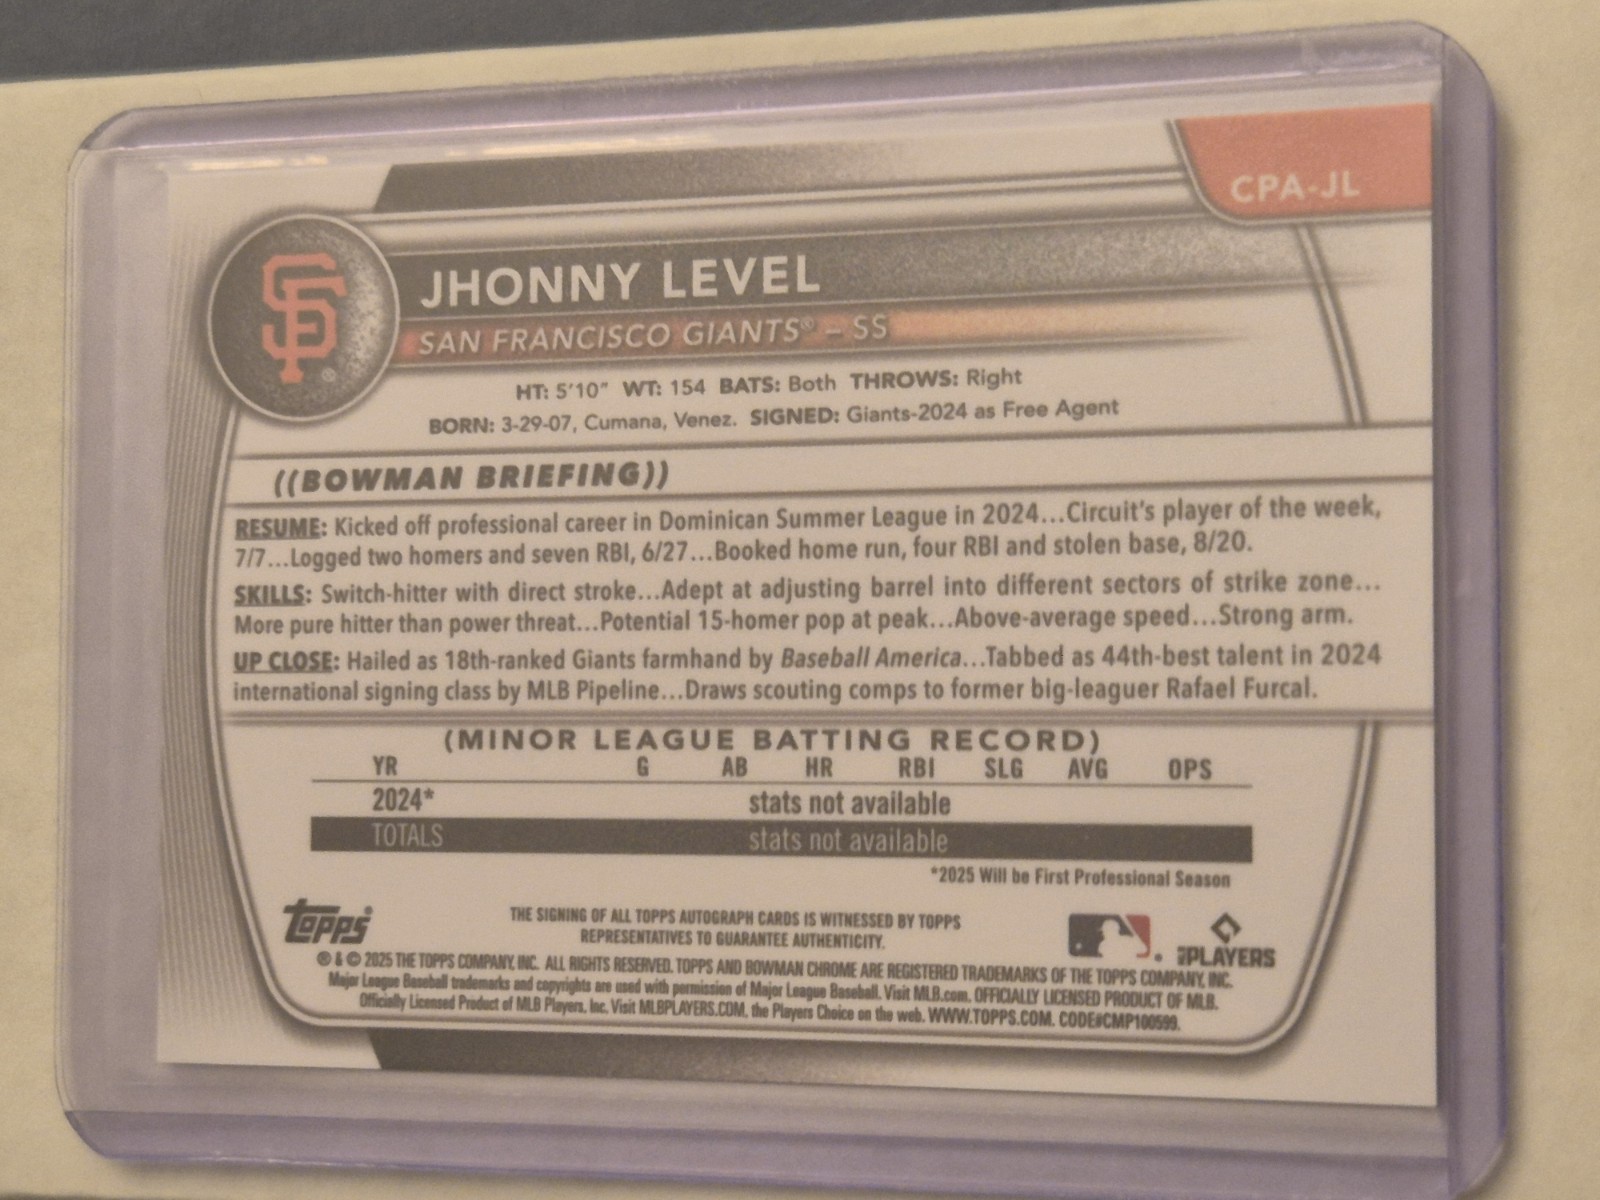 CPA-JL
SF
JHONNY LEVEL
SAN FRANCISCO GIANTS® – SS
HT: 5'10" WT: 154 BATS: Both THROWS: Right
BORN: 3-29-07, Cumana, Venez. SIGNED: Giants-2024 as Free Agent
((BOWMAN BRIEFING))
RESUME: Kicked off professional career in Dominican Summer League in 2024...Circuit's player of the week,
7/7...Logged two homers and seven RBI, 6/27...Booked home run, four RBI and stolen base, 8/20.
SKILLS: Switch-hitter with direct stroke...Adept at adjusting barrel into different sectors of strike zone...
More pure hitter than power threat...Potential 15-homer pop at peak...Above-average speed...Strong arm.
UP CLOSE: Hailed as 18th-ranked Giants farmhand by Baseball America...Tabbed as 44th-best talent in 2024
international signing class by MLB Pipeline...Draws scouting comps to former big-leaguer Rafael Furcal.
(MINOR LEAGUE BATTING RECORD)
YR G AB HR RBI SLG AVG OPS
2024* stats not available
TOTALS stats not available
*2025 Will be First Professional Season
Topps®
THE SIGNING OF ALL TOPPS AUTOGRAPH CARDS IS WITNESSED BY TOPPS
REPRESENTATIVES TO GUARANTEE AUTHENTICITY.
PLAYERS
® & © 2025 THE TOPPS COMPANY, INC. ALL RIGHTS RESERVED. TOPPS AND BOWMAN CHROME ARE REGISTERED TRADEMARKS OF THE TOPPS COMPANY, INC.
Major League Baseball trademarks and copyrights are used with permission of Major League Baseball. Visit MLB.com. OFFICIALLY LICENSED PRODUCT OF MLB.
Officially Licensed Product of MLB Players, Inc. Visit MLBPLAYERS.COM, the Players Choice on the web. WWW.TOPPS.COM. CODE#CMP100599.